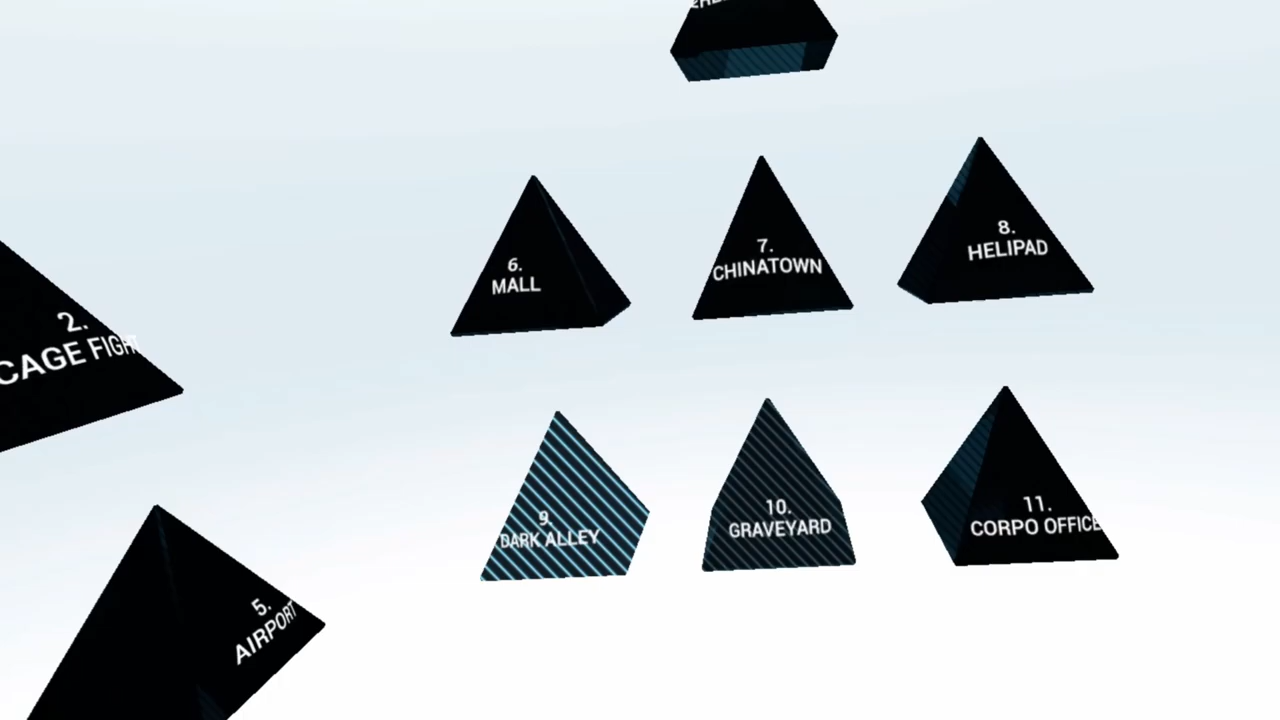 6.
MALL
7.
CHINATOWN
8.
HELIPAD
2.
CAGE FIGHT
9.
DARK ALLEY
10.
GRAVEYARD
11.
CORPO OFFICE
5.
AIRPORT